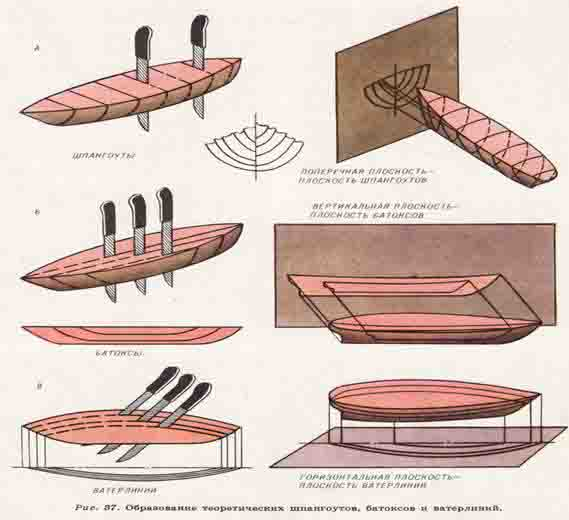 А
ШПАНГОУТЫ
ПОПЕРЕЧНАЯ ПЛОСКОСТЬ—
ПЛОСКОСТЬ ШПАНГОУТОВ
Б
ВЕРТИКАЛЬНАЯ ПЛОСКОСТЬ—
ПЛОСКОСТЬ БАТОКСОВ
БАТОКСЫ
В
ВАТЕРЛИНИИ
ГОРИЗОНТАЛЬНАЯ ПЛОСКОСТЬ—
ПЛОСКОСТЬ ВАТЕРЛИНИЙ
Рис. 37. Образование теоретических шпангоутов, батоксов и ватерлиний.